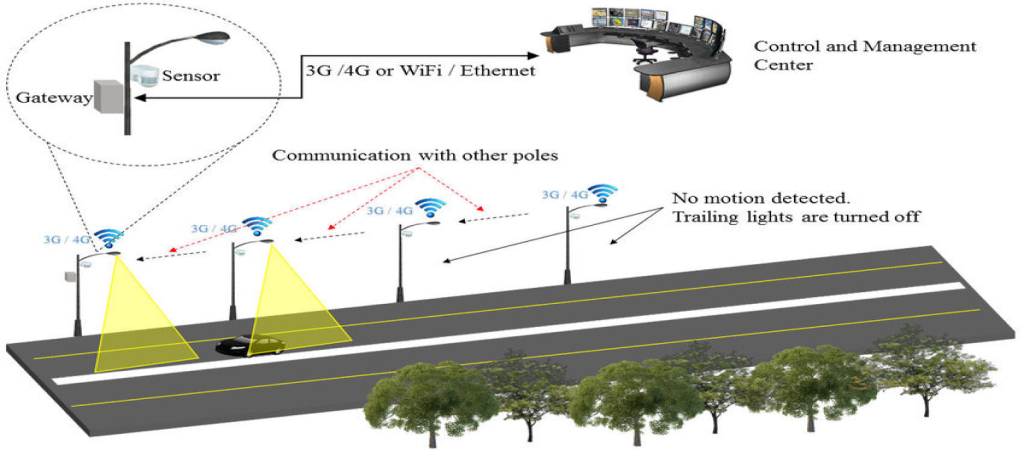 Control and Management
Center
Sensor
3G /4G or WiFi / Ethernet
Gateway
Communication with other poles
3G / 4G
No motion detected.
Trailing lights are turned off
3G / 4G
3G / 4G
3G / 4G